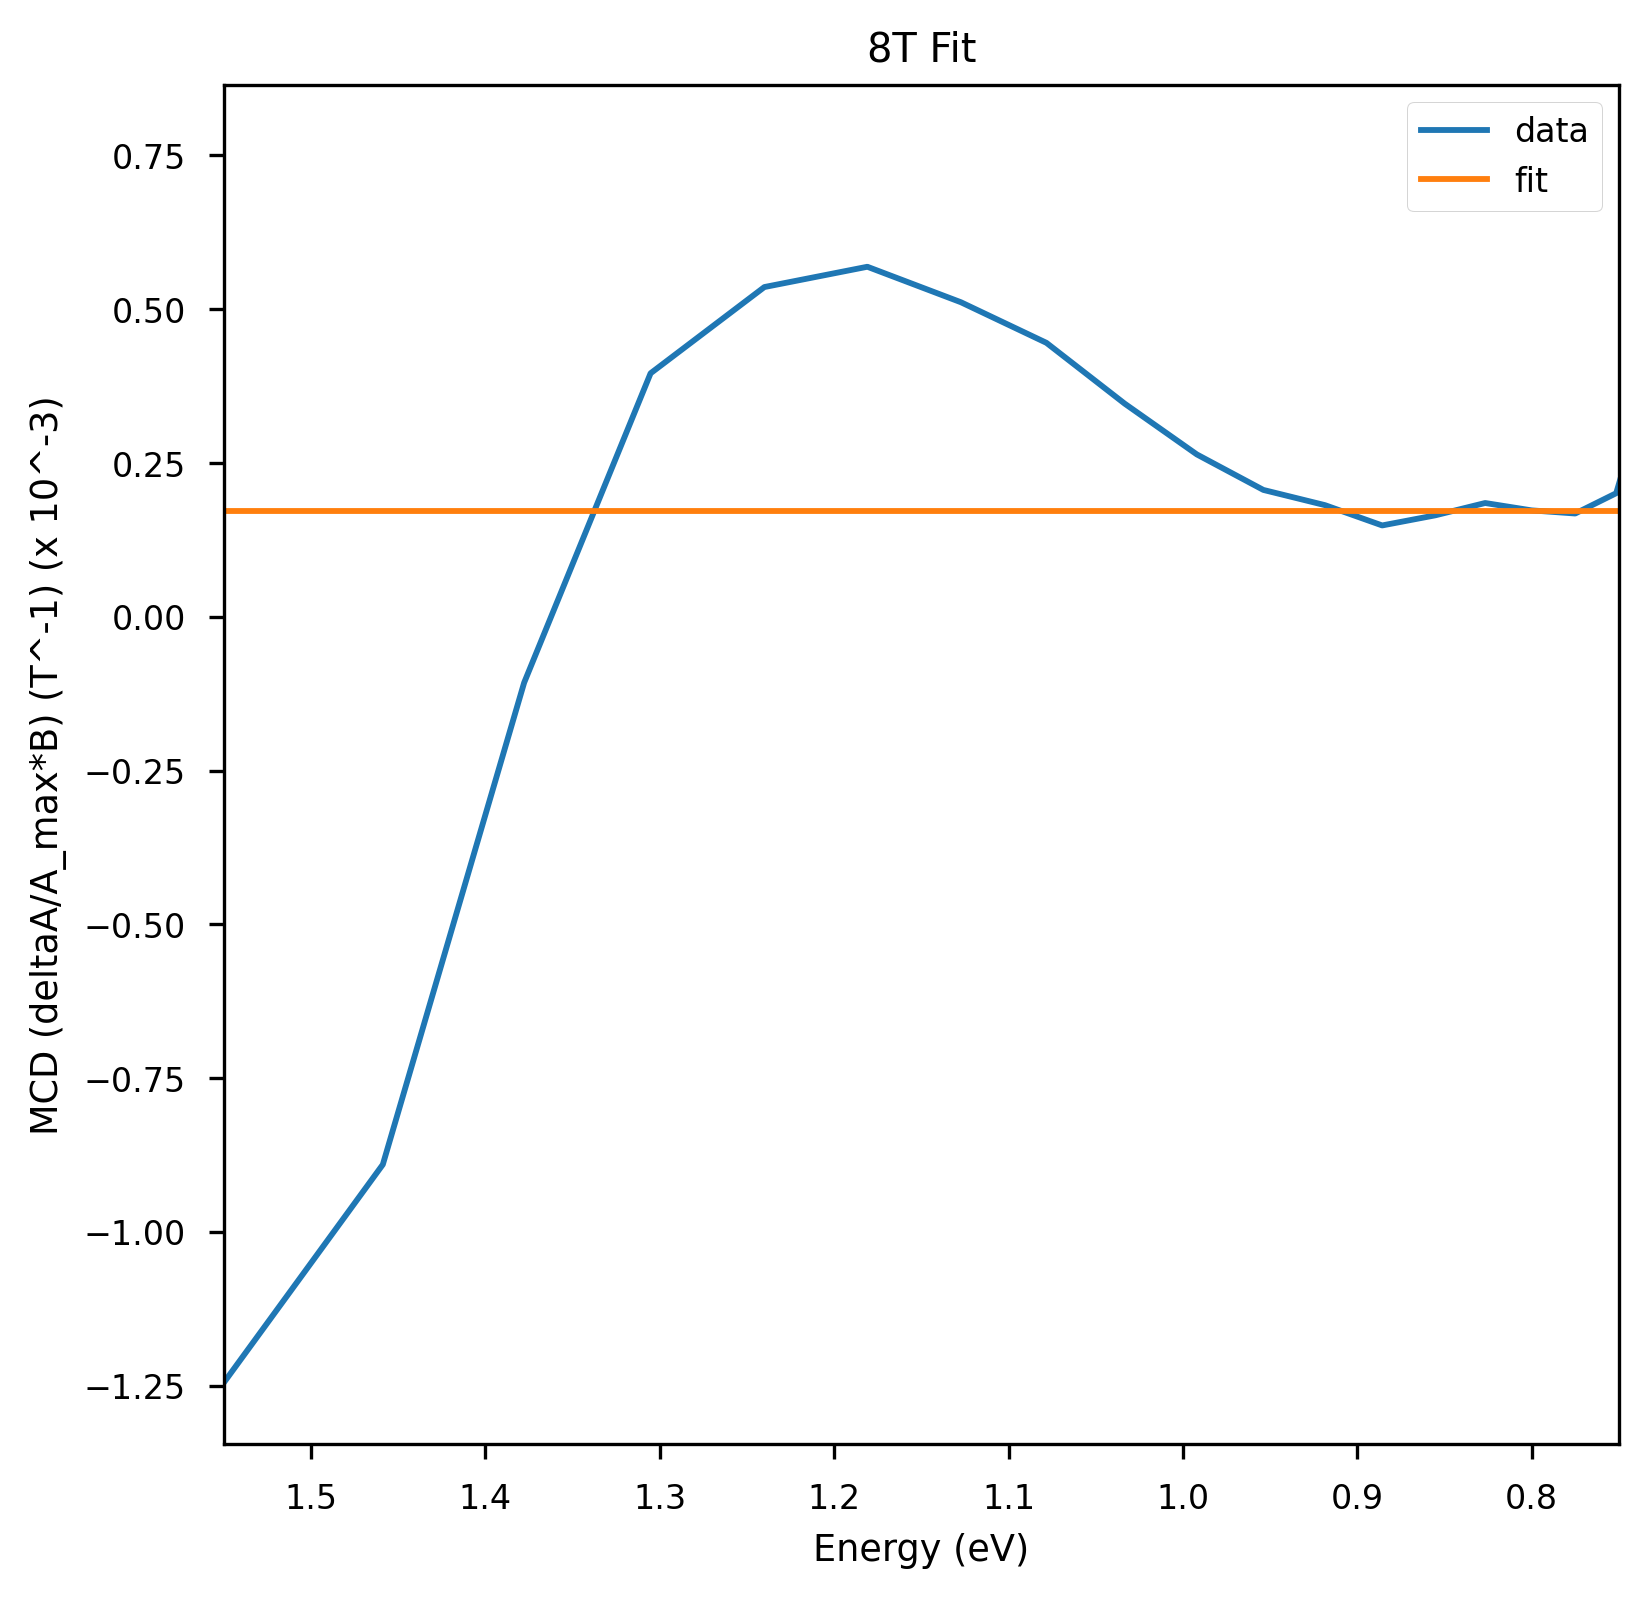 8T Fit
data
fit
MCD (deltaA/A_max*B) (T^-1) (x 10^-3)
0.75
0.50
0.25
0.00
−0.25
−0.50
−0.75
−1.00
−1.25
1.5 1.4 1.3 1.2 1.1 1.0 0.9 0.8
Energy (eV)